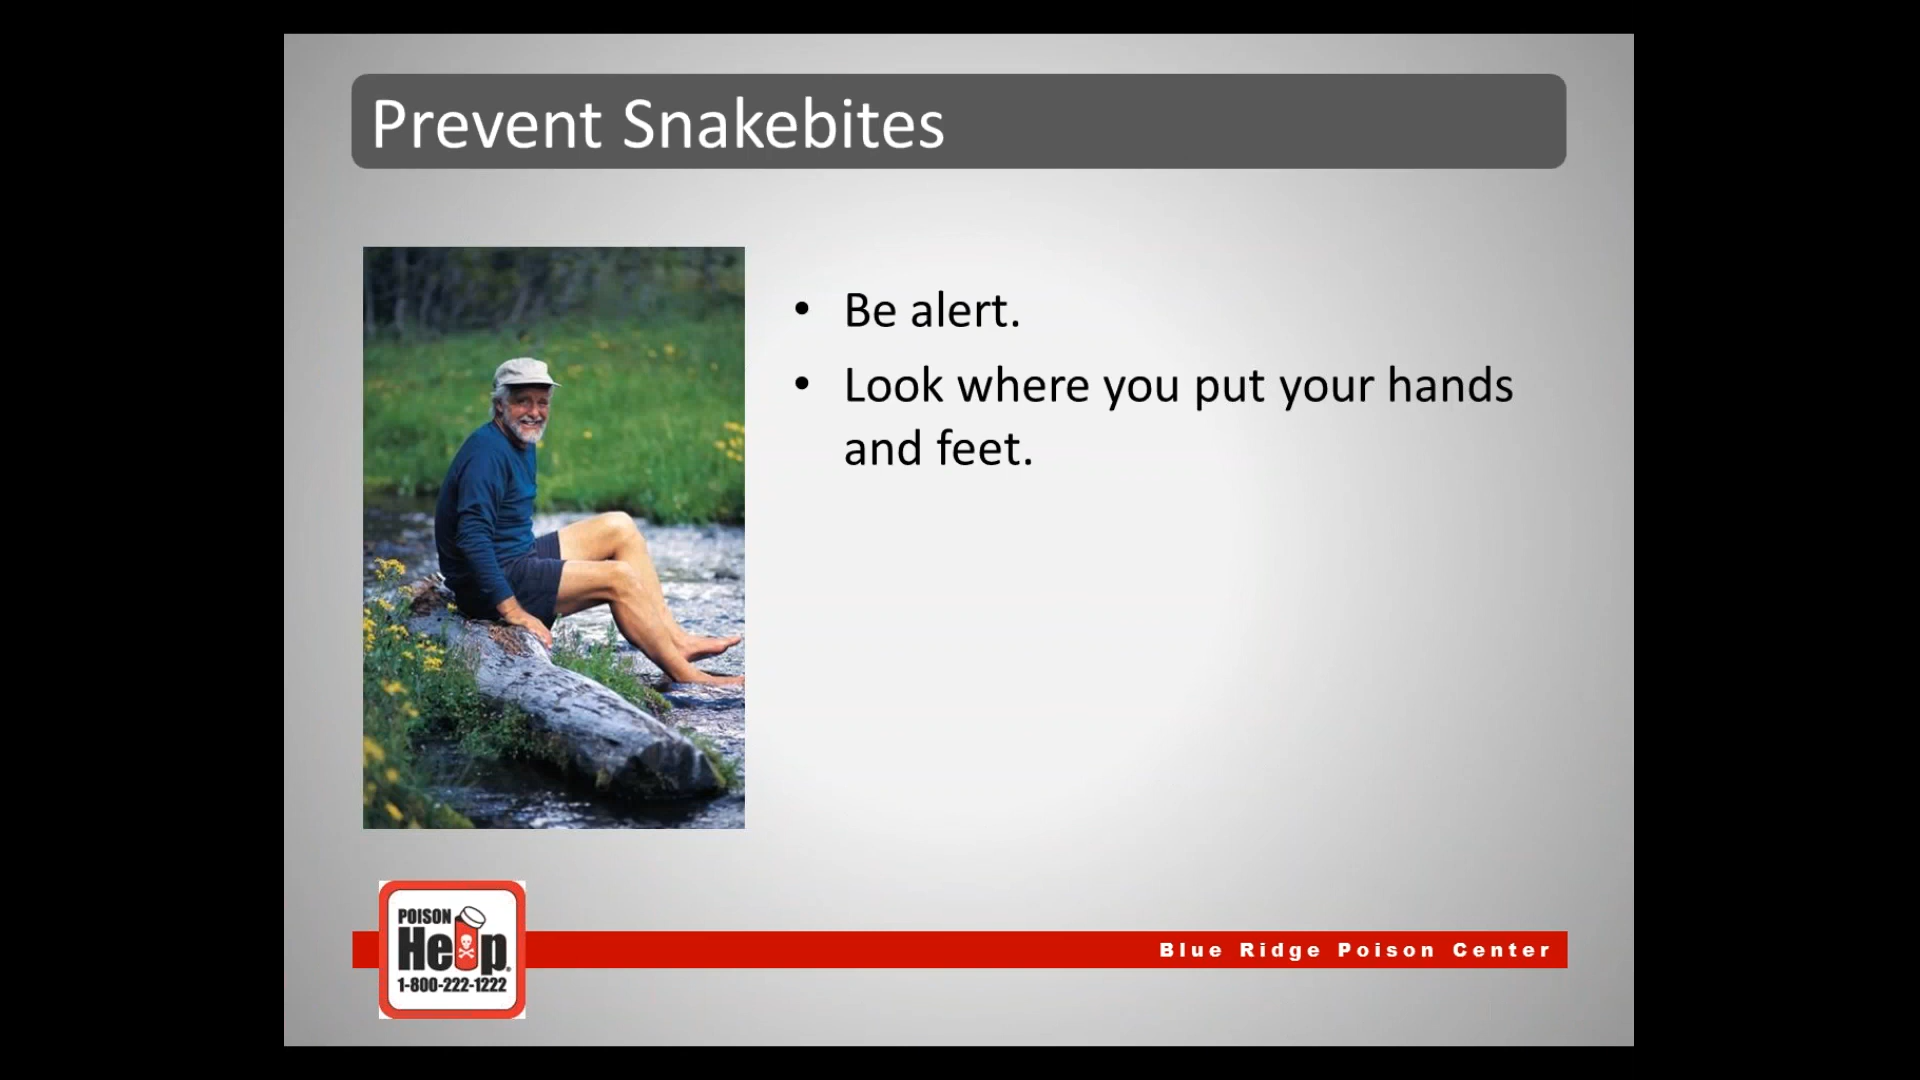 Prevent Snakebites
• Be alert.
• Look where you put your hands
and feet.
POISON
Help
1-800-222-1222
Blue Ridge Poison Center